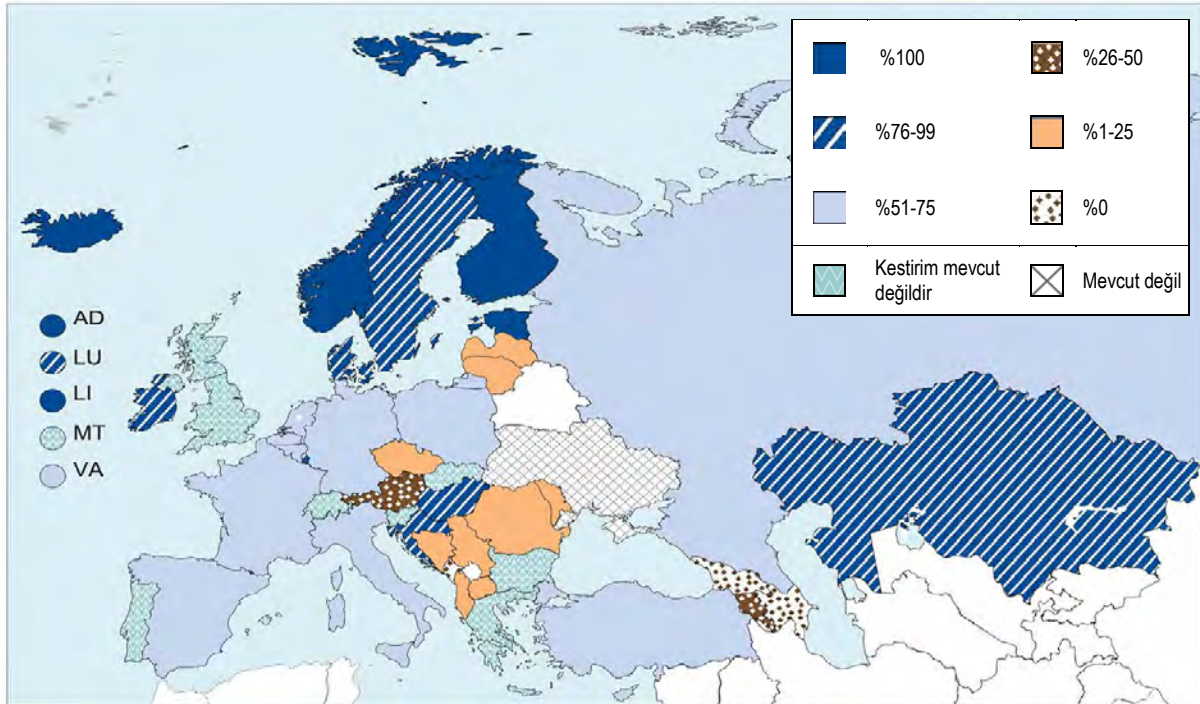 %100
%26-50
%76-99
%1-25
%51-75
%0
Kestirim mevcut
değildir
Mevcut değil
AD
LU
LI
MT
VA